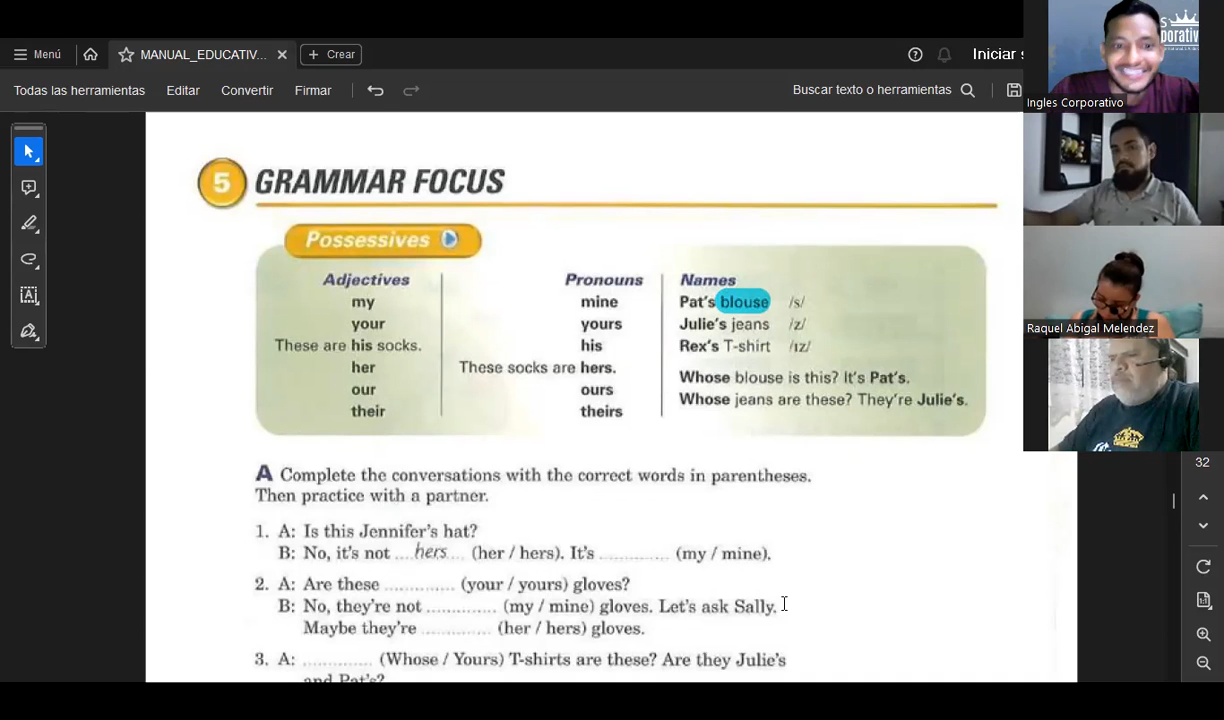 Menú
MANUAL_EDUCATIV...
Crear
Iniciar s
Todas las herramientas
Editar
Convertir
Firmar
Buscar texto o herramientas
5 GRAMMAR FOCUS
Possessives
Adjectives
my
your
These are his socks.
her
our
their
Pronouns
mine
yours
his
These socks are hers.
ours
theirs
Names
Pat's blouse /s/
Julie's jeans /z/
Rex's T-shirt /ɪz/
Whose blouse is this? It's Pat's.
Whose jeans are these? They're Julie's.
A Complete the conversations with the correct words in parentheses.
Then practice with a partner.
1. A: Is this Jennifer's hat?
B: No, it's not ....hers.... (her / hers). It's .............. (my / mine).
2. A: Are these .............. (your / yours) gloves?
B: No, they're not .............. (my / mine) gloves. Let's ask Sally.
Maybe they're .............. (her / hers) gloves.
3. A: .............. (Whose / Yours) T-shirts are these? Are they Julie's
and Pat's?
32
Ingles Corporativo
Raquel Abigal Melendez